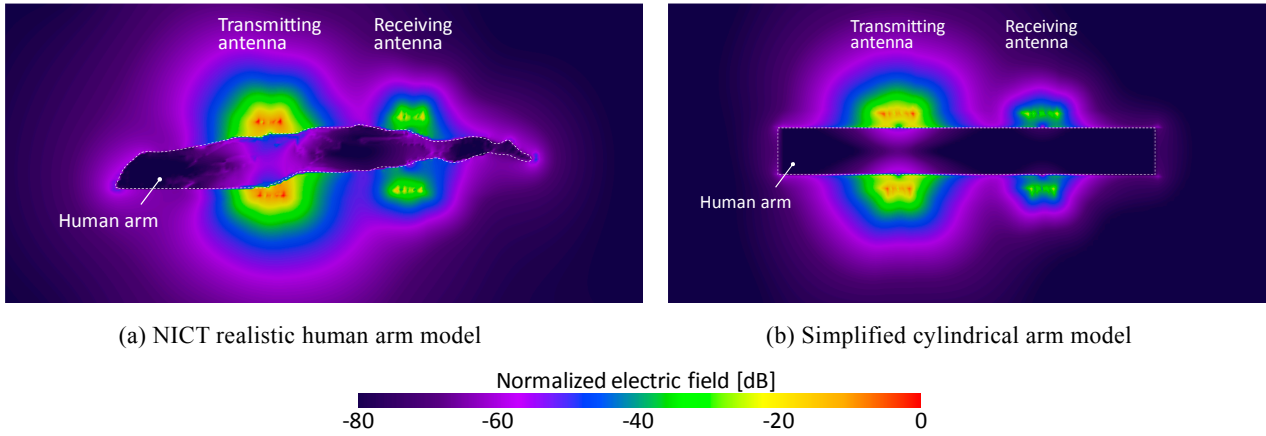 Transmitting
antenna
Receiving
antenna
Human arm
Transmitting
antenna
Receiving
antenna
Human arm
(a) NICT realistic human arm model
(b) Simplified cylindrical arm model
Normalized electric field [dB]
-80 -60 -40 -20 0